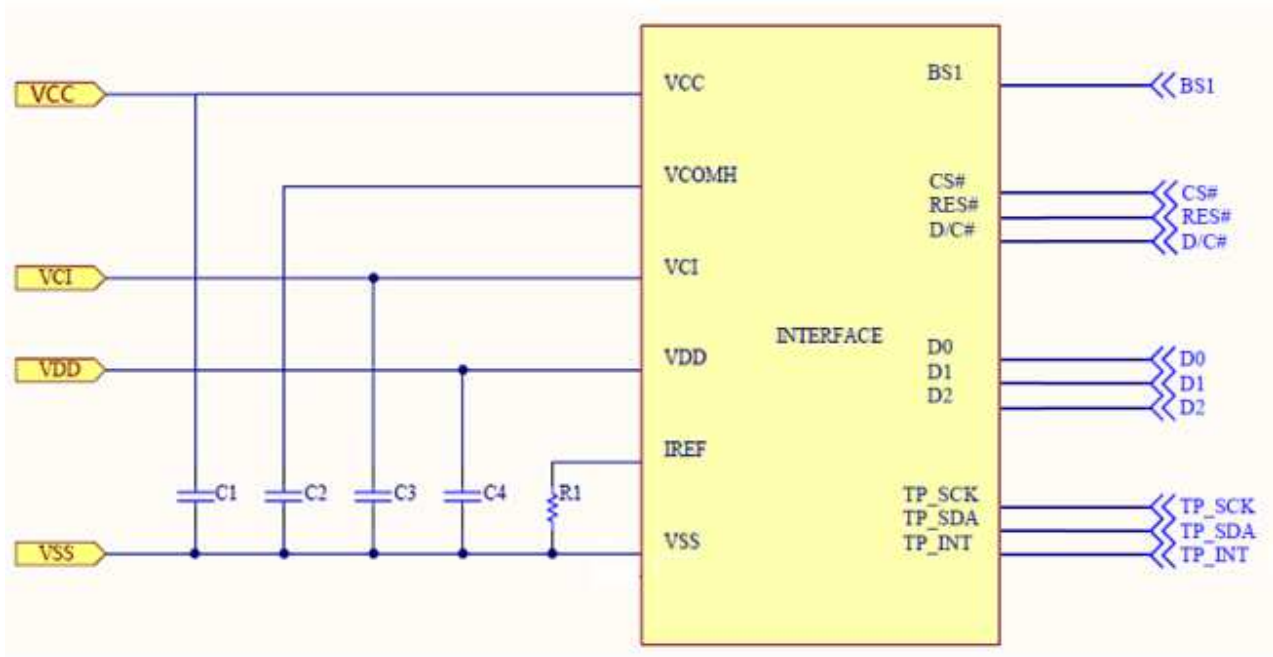 VCC VCC BS1 BS1
VCOMH CS# CS#
RES# RES#
D/C# D/C#
VCI VCI
INTERFACE
VDD VDD D0 D0
D1 D1
D2 D2
IREF
C1 C2 C3 C4 R1 TP_SCK TP_SCK
TP_SDA TP_SDA
VSS VSS TP_INT TP_INT